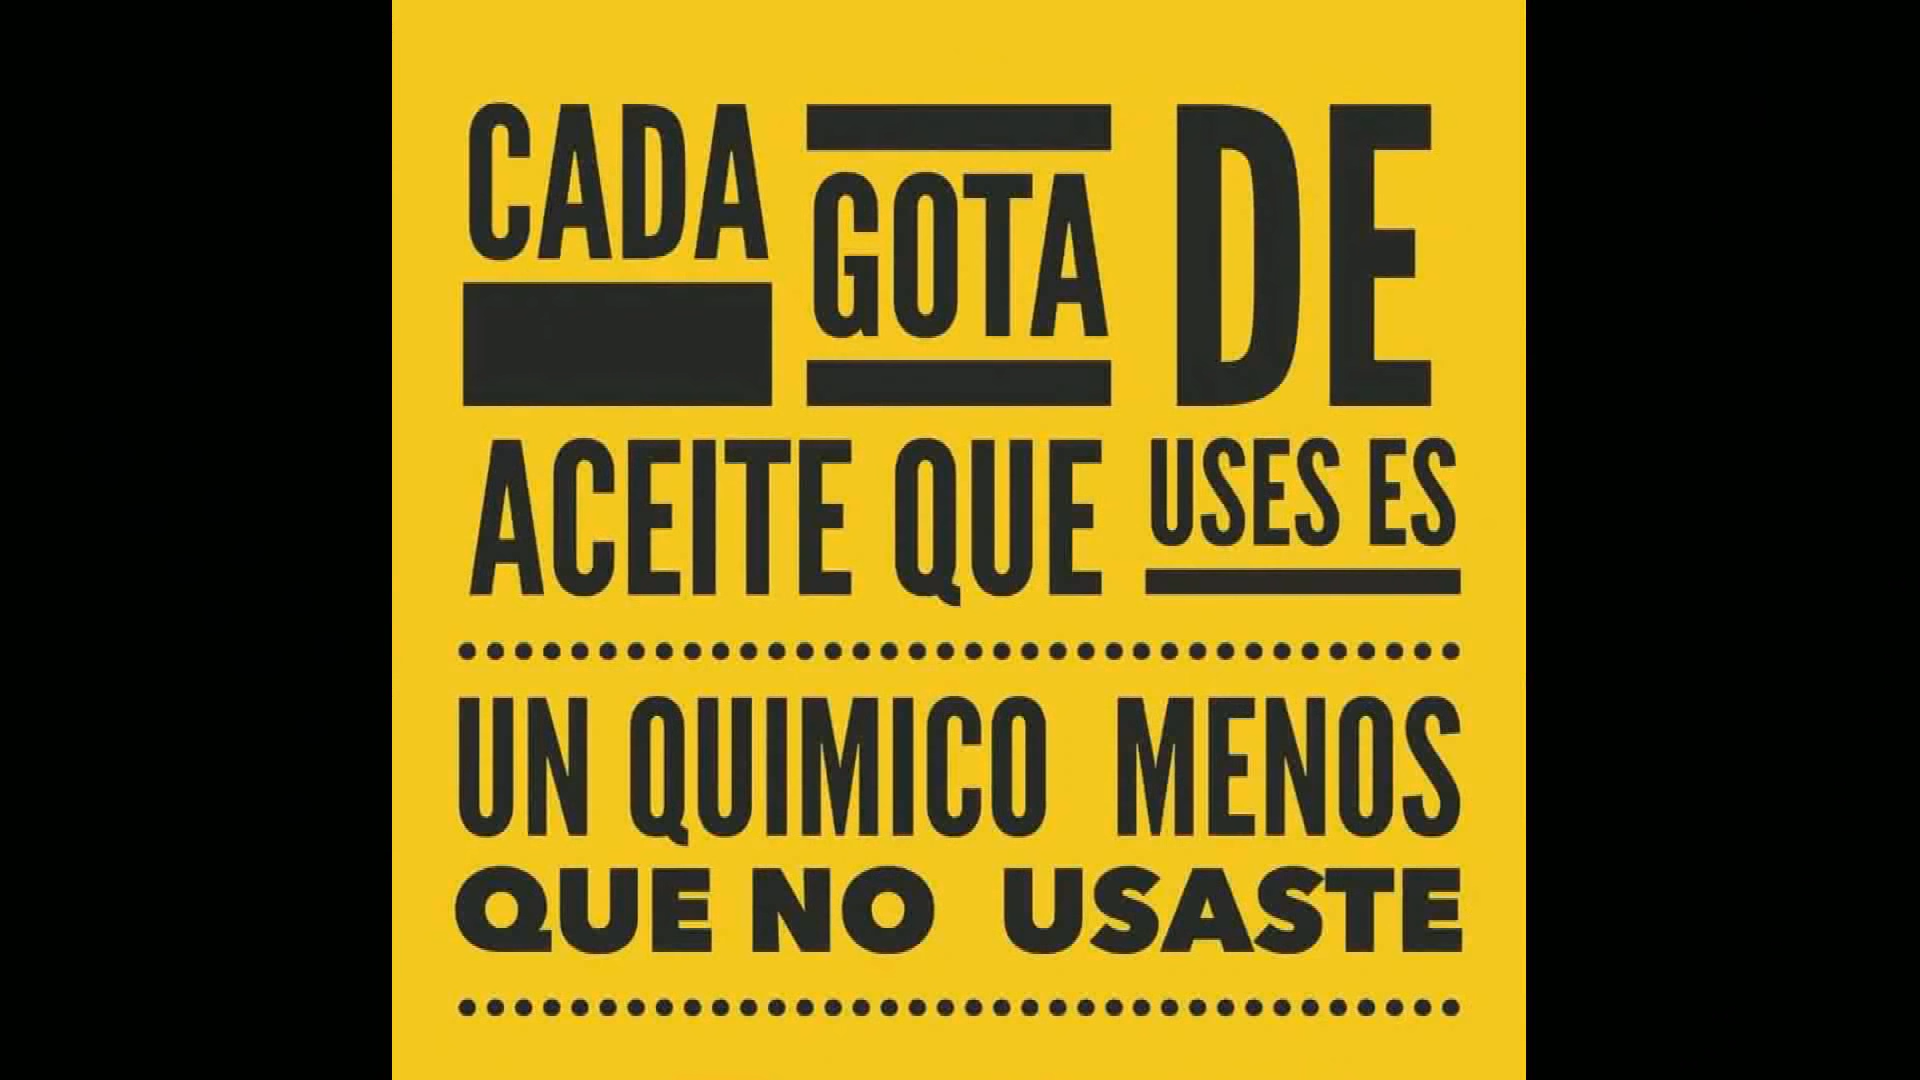 CADA GOTA DE
ACEITE QUE USES ES
UN QUIMICO MENOS
QUE NO USASTE